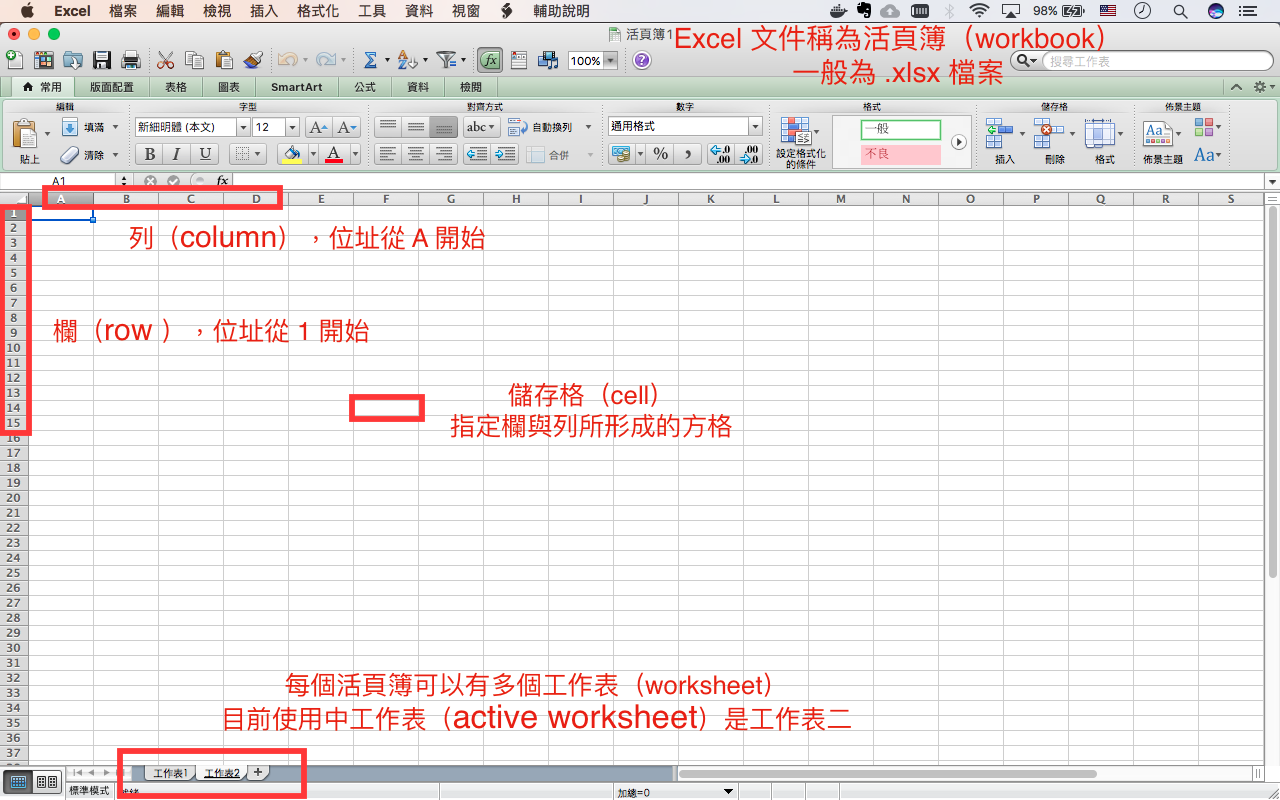 Excel 檔案 編輯 檢視 插入 格式化 工具 資料 視窗 輔助說明 98%
活頁簿1
Excel 文件稱為活頁簿（workbook）
一般為 .xlsx 檔案
100%
搜尋工作表
常用 版面配置 表格 圖表 SmartArt 公式 資料 檢閱
編輯 字型 對齊方式 數字 格式 儲存格 佈景主題
貼上 填滿 清除
新細明體 (本文) 12 A A
B I U A
abc 自動換列
合併
通用格式
% , .0 .00 .00 .0
設定格式化
的條件
一般
不良
插入 刪除 格式 佈景主題 Aa Aa
A1 fx
A B C D E F G H I J K L M N O P Q R S
1
2
3
4
5
6
7
8
9
10
11
12
13
14
15
16
17
18
19
20
21
22
23
24
25
26
27
28
29
30
31
32
33
34
35
36
37
列（column），位址從 A 開始
欄（row ），位址從 1 開始
儲存格（cell）
指定欄與列所形成的方格
每個活頁簿可以有多個工作表（worksheet）
目前使用中工作表（active worksheet）是工作表二
工作表1 工作表2
標準模式 加總=0